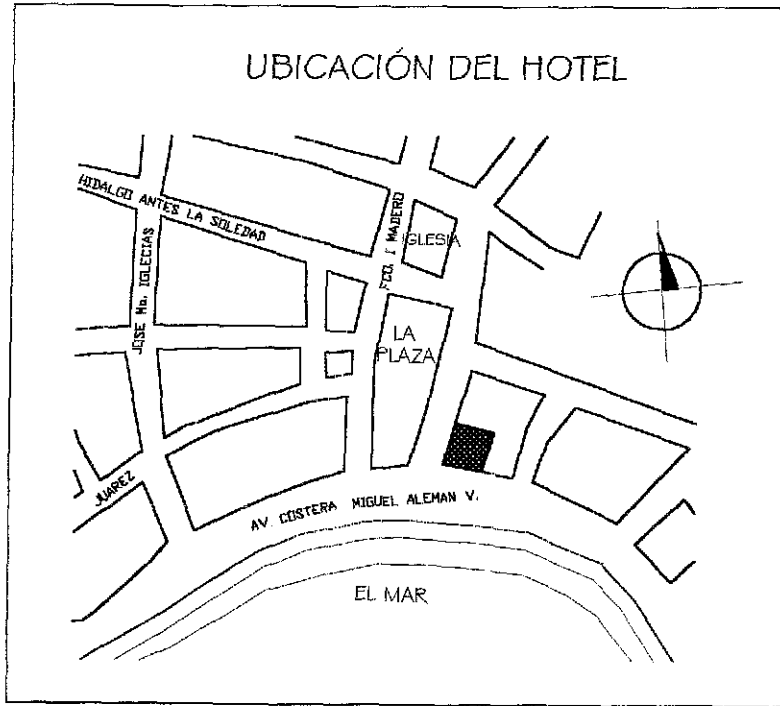 UBICACIÓN DEL HOTEL
HIDALGO ANTES LA SOLEDAD
FCO. I MADERO
IGLESIA
JOSE Ma. IGLECIAS
LA
PLAZA
JUAREZ
AV. COSTERA MIGUEL ALEMAN V.
EL MAR